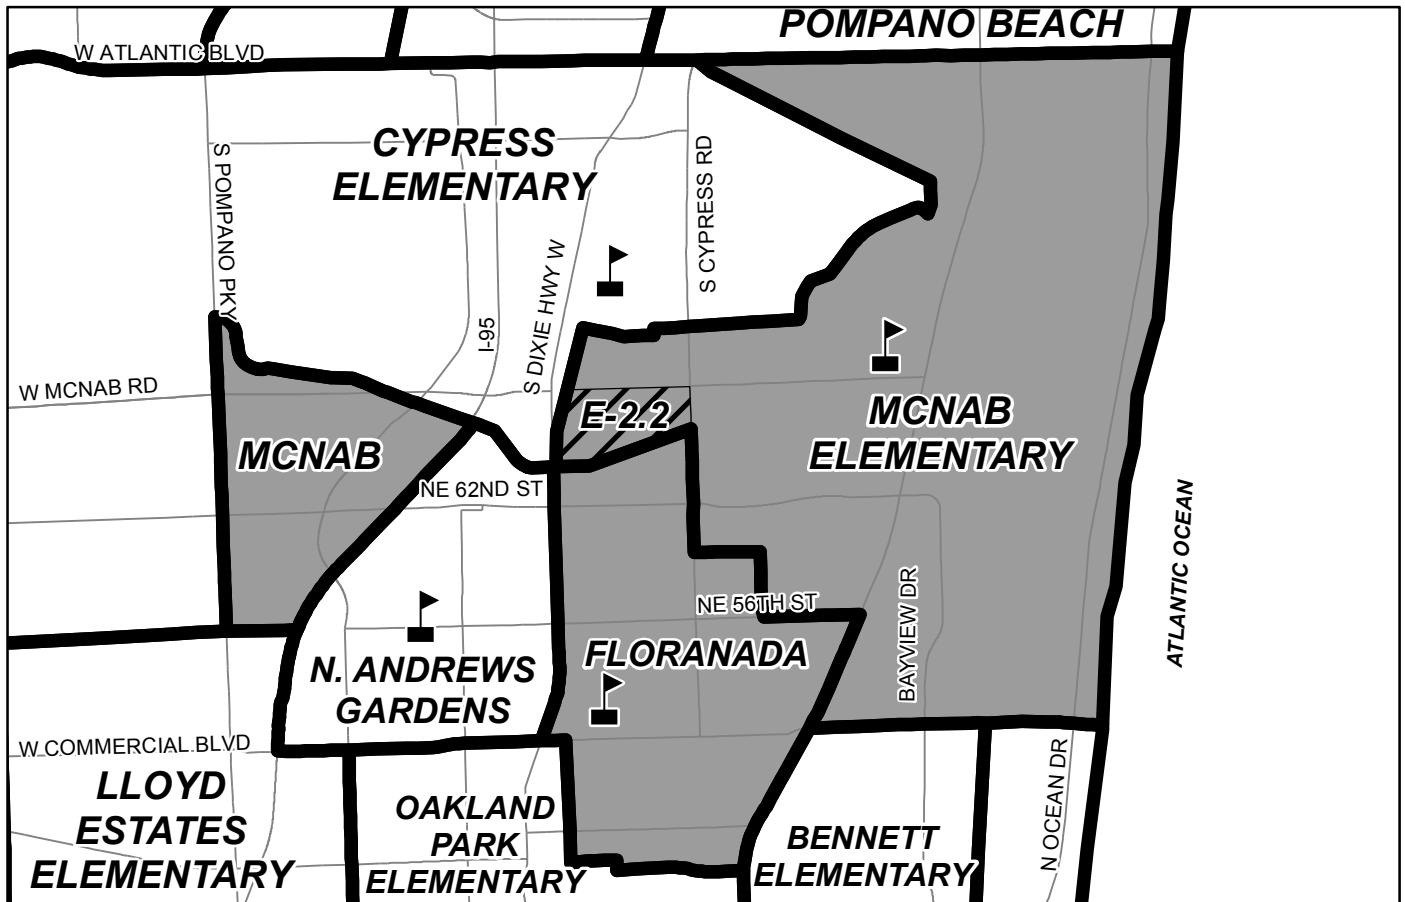 POMPANO BEACH
W ATLANTIC BLVD
CYPRESS
ELEMENTARY
S POMPANO PKY
S CYPRESS RD
I-95
S DIXIE HWY W
W MCNAB RD
E-2.2
MCNAB
ELEMENTARY
MCNAB
NE 62ND ST
ATLANTIC OCEAN
NE 56TH ST
BAYVIEW DR
FLORANADA
N. ANDREWS
GARDENS
W COMMERCIAL BLVD
N OCEAN DR
LLOYD
ESTATES
ELEMENTARY
OAKLAND
PARK
ELEMENTARY
BENNETT
ELEMENTARY